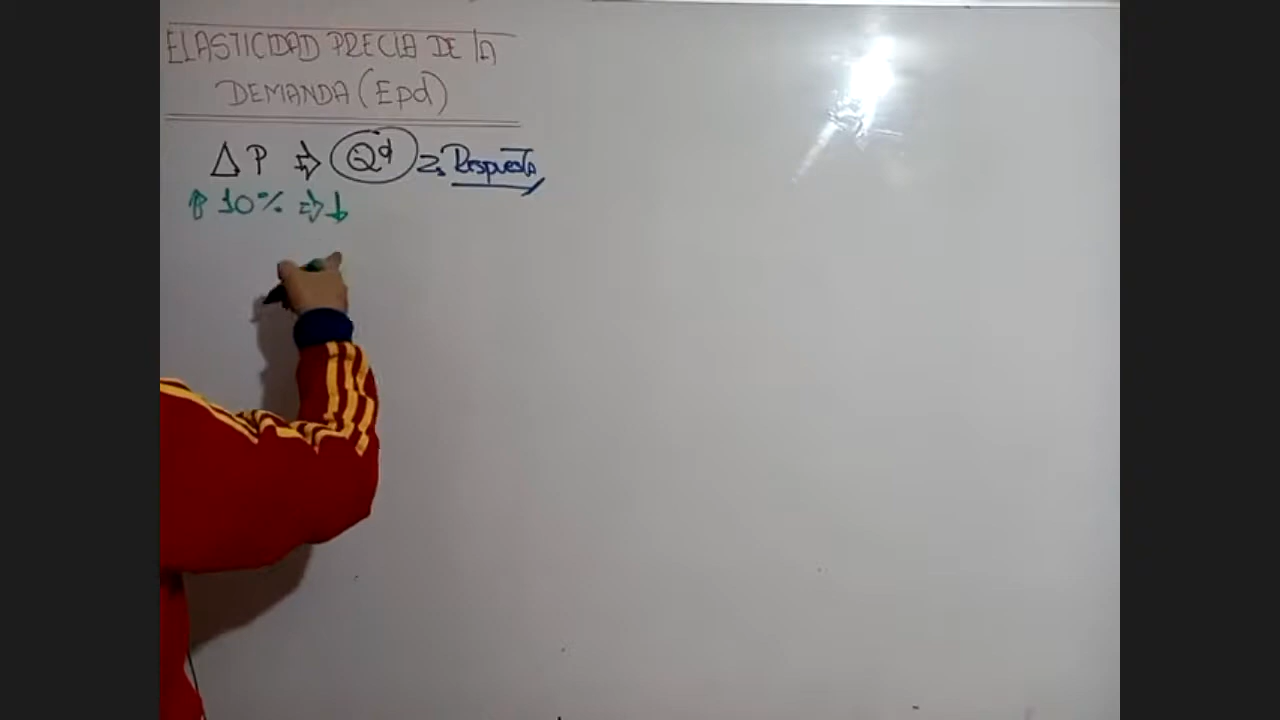 ELASTICIDAD PRECIO DE LA
DEMANDA (Epd)
Δ P ⇒ Qd = Respuesta
↑ 10% ⇒ ↓